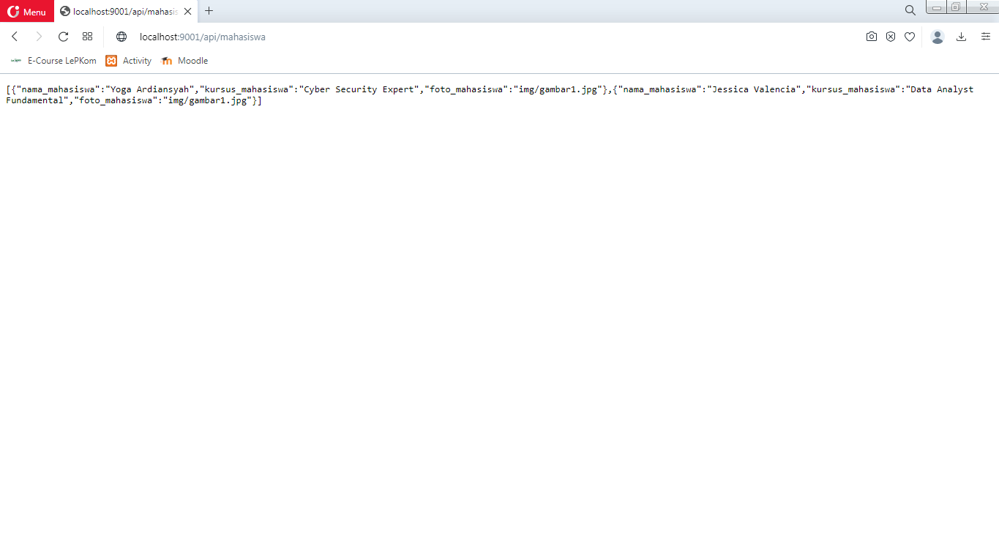 Menu
localhost:9001/api/mahasis
localhost:9001/api/mahasiswa
E-Course LePKom Activity Moodle
[{"nama_mahasiswa":"Yoga Ardiansyah","kursus_mahasiswa":"Cyber Security Expert","foto_mahasiswa":"img/gambar1.jpg"},{"nama_mahasiswa":"Jessica Valencia","kursus_mahasiswa":"Data Analyst
Fundamental","foto_mahasiswa":"img/gambar1.jpg"}]